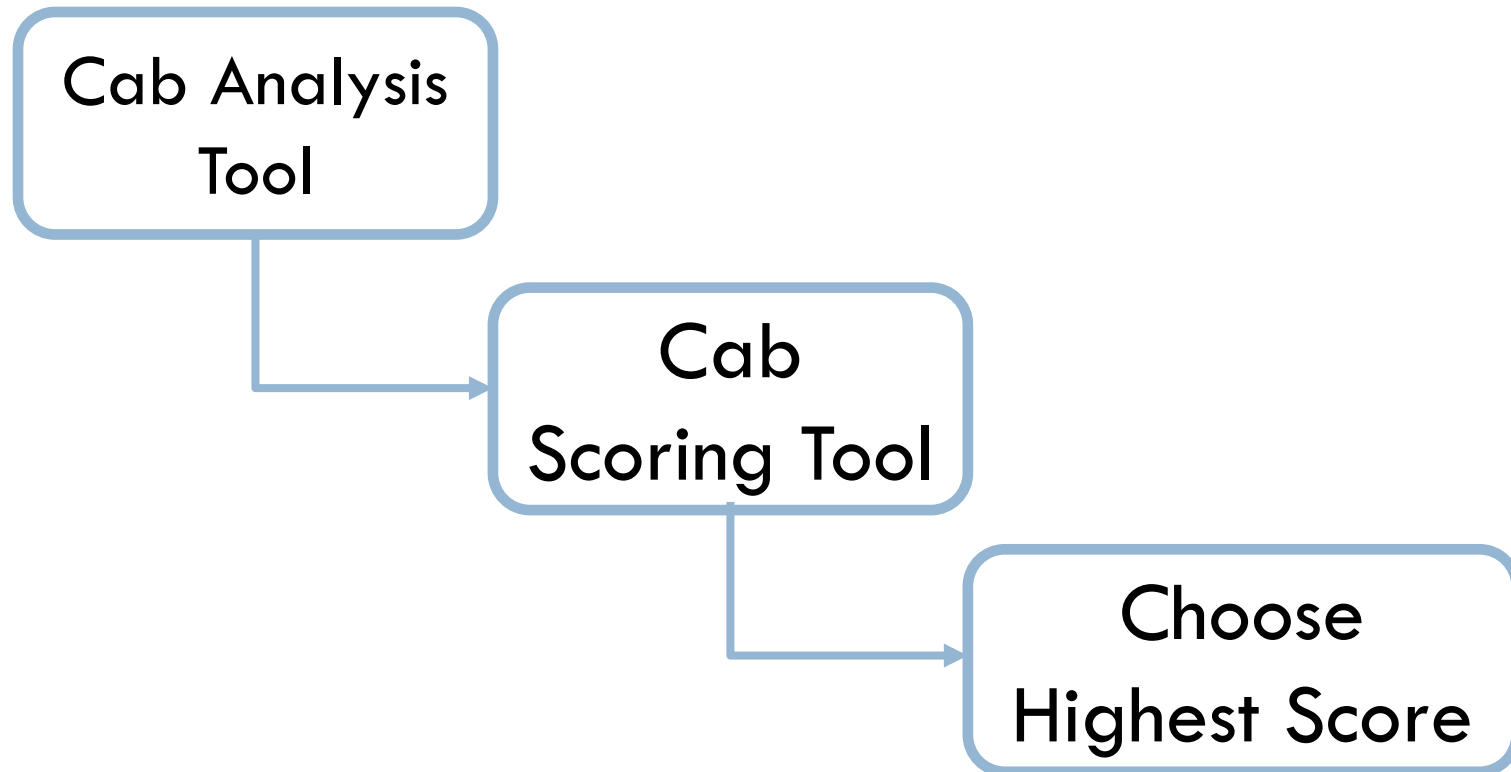 Cab Analysis
Tool
Cab
Scoring Tool
Choose
Highest Score